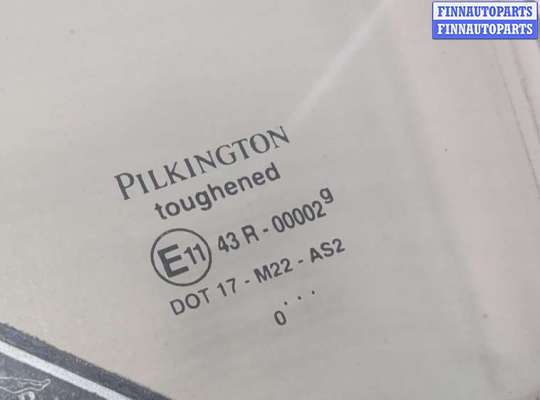 FINNAUTOPARTS
FINNAUTOPARTS
PILKINGTON
toughened
E11 43 R - 00002g
DOT 17 - M22 - AS2
0...